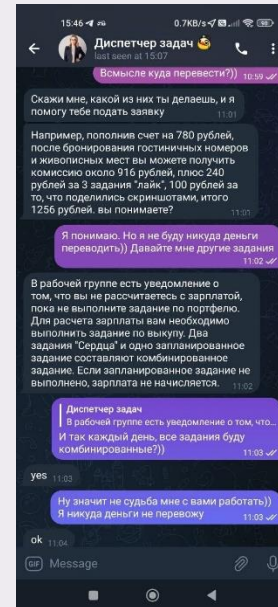 15:46
0.7KB/s
Диспетчер задач
last seen at 15:07
Всмысле куда перевести?)) 10:59
Скажи мне, какой из них ты делаешь, и я
помогу тебе подать заявку
11:01
Например, пополнив счет на 780 рублей,
после бронирования гостиничных номеров
и живописных мест вы можете получить
комиссию около 916 рублей, плюс 240
рублей за 3 задания "лайк", 100 рублей за
то, что поделились скриншотами, итого
1256 рублей. вы понимаете?
11:01
Я понимаю. Но я не буду никуда деньги
переводить)) Давайте мне другие задания
11:02
В рабочей группе есть уведомление о
том, что вы не рассчитаетесь с зарплатой,
пока не выполните задание по портфелю.
Для расчета зарплаты вам необходимо
выполнить задание по выкупу. Два
задания "Сердца" и одно запланированное
задание составляют комбинированное
задание. Если запланированное задание не
выполнено, зарплата не начисляется. 11:02
Диспетчер задач
В рабочей группе есть уведомление о том, что...
И так каждый день, все задания буду
комбинированные?))
11:03
yes 11:03
Ну значит не судьба мне с вами работать))
Я никуда деньги не перевожу
11:03
ok 11:04
GIF Message